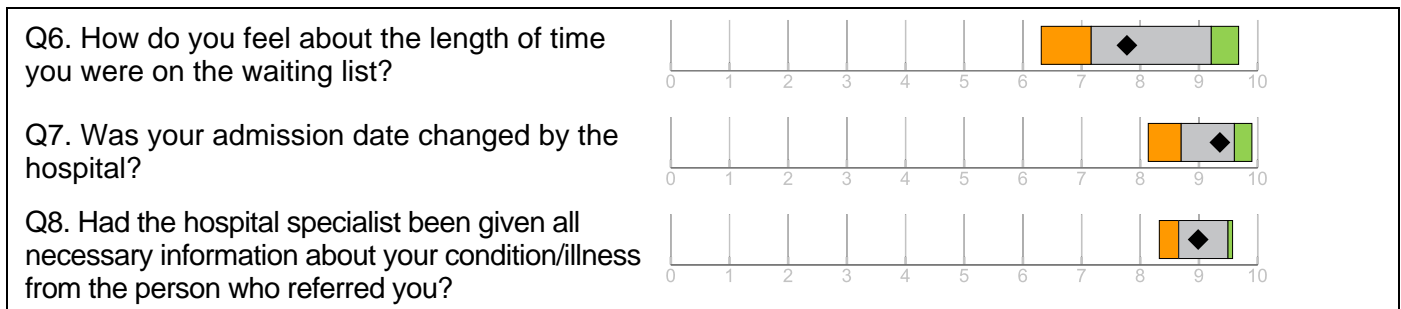 Q6. How do you feel about the length of time
you were on the waiting list?
0 1 2 3 4 5 6 7 8 9 10
Q7. Was your admission date changed by the
hospital?
0 1 2 3 4 5 6 7 8 9 10
Q8. Had the hospital specialist been given all
necessary information about your condition/illness
from the person who referred you?
0 1 2 3 4 5 6 7 8 9 10